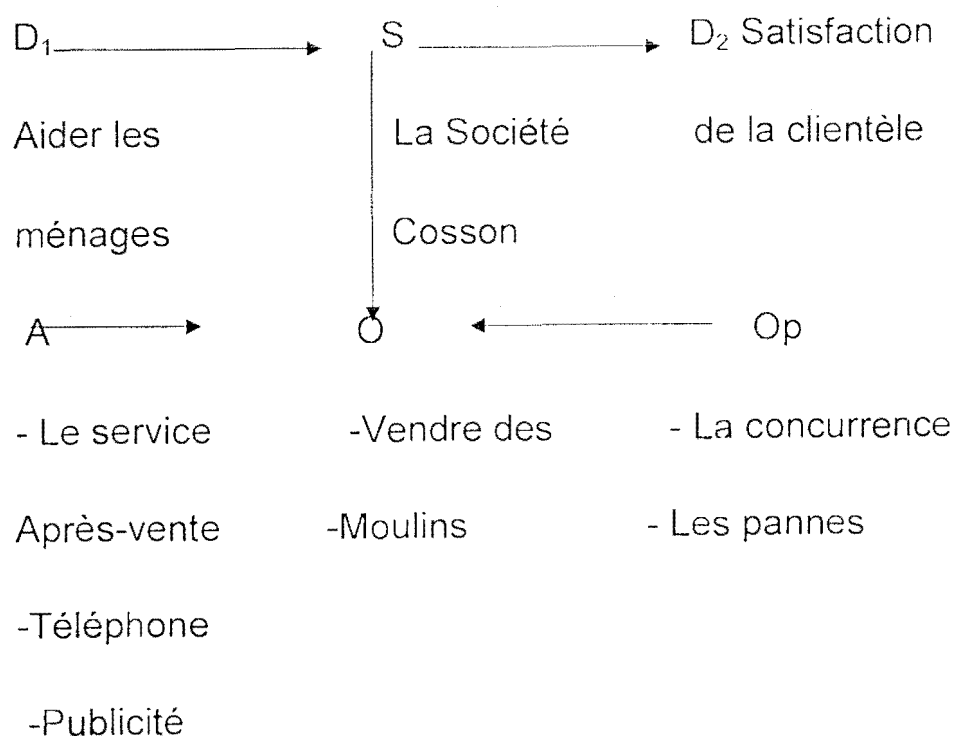 D₁ S D₂ Satisfaction
Aider les La Société de la clientèle
ménages Cosson
A O Op
- Le service -Vendre des - La concurrence
Après-vente -Moulins - Les pannes
-Téléphone
-Publicité